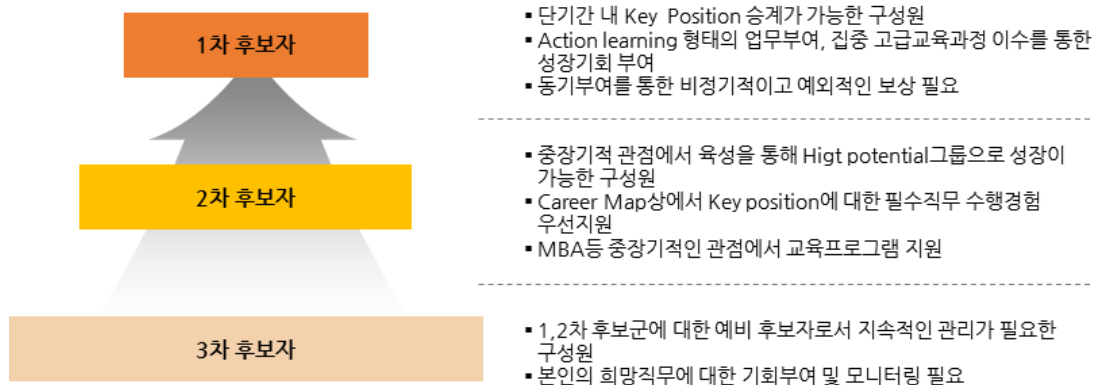 1차 후보자
▪ 단기간 내 Key Position 승계가 가능한 구성원
▪ Action learning 형태의 업무부여, 집중 고급교육과정 이수를 통한
성장기회 부여
▪ 동기부여를 통한 비정기적이고 예외적인 보상 필요
2차 후보자
▪ 중장기적 관점에서 육성을 통해 Higt potential그룹으로 성장이
가능한 구성원
▪ Career Map상에서 Key position에 대한 필수직무 수행경험
우선지원
▪ MBA등 중장기적인 관점에서 교육프로그램 지원
3차 후보자
▪ 1,2차 후보군에 대한 예비 후보자로서 지속적인 관리가 필요한
구성원
▪ 본인의 희망직무에 대한 기회부여 및 모니터링 필요